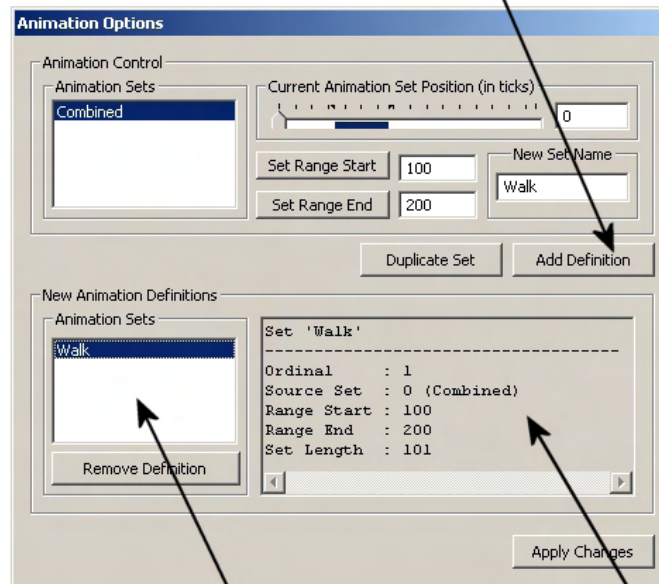 Animation Options
Animation Control
Animation Sets
Combined
Current Animation Set Position (in ticks)
0
Set Range Start
100
New Set Name
Walk
Set Range End
200
Duplicate Set
Add Definition
New Animation Definitions
Animation Sets
Walk
Remove Definition
Set 'Walk'
-------------------------------------
Ordinal : 1
Source Set : 0 (Combined)
Range Start : 100
Range End : 200
Set Length : 101
Apply Changes